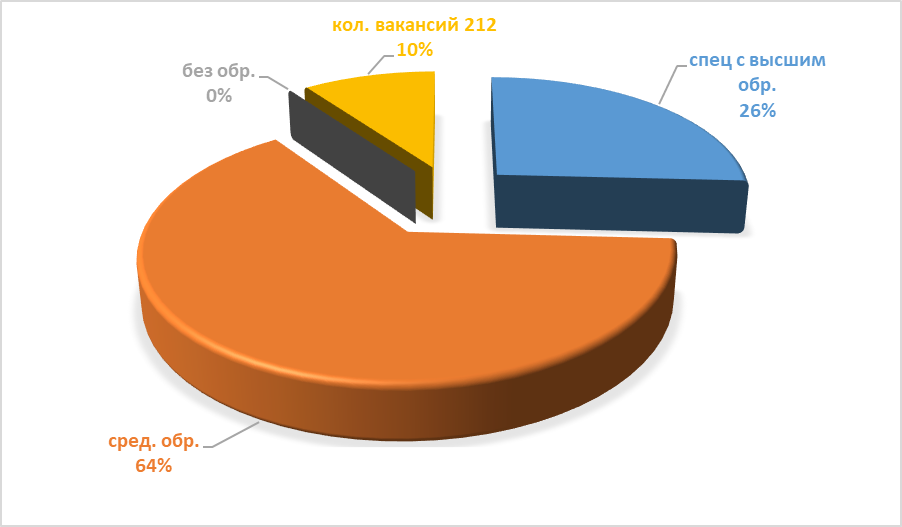 кол. вакансий 212
10%
без обр.
0%
спец с высшим
обр.
26%
сред. обр.
64%